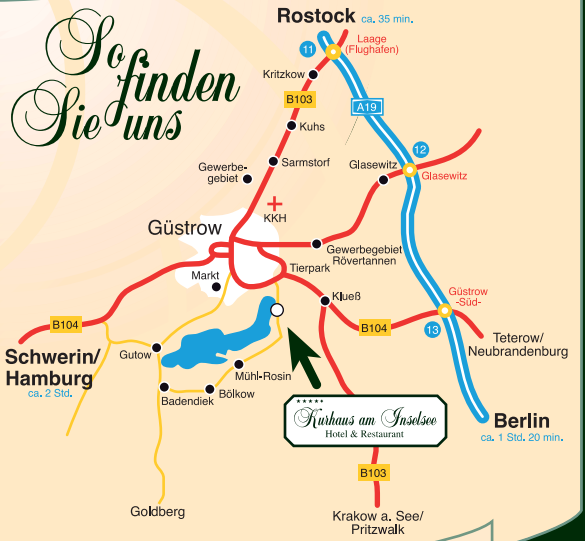 So
finden
Sie uns
Rostock ca. 35 min.
11
Laage
(Flughafen)
Kritzkow
B103
A19
Kuhs
12
Sarmstorf
Glasewitz
Glasewitz
Gewerbe-
gebiet
KKH
Güstrow
Gewerbegebiet
Rövertannen
Tierpark
Markt
Klueß
Güstrow
-Süd-
B104
B104
13
Teterow/
Neubrandenburg
Schwerin/
Hamburg
ca. 2 Std.
Gutow
Mühl-Rosin
Bölkow
Badendiek
*****
Kurhaus am Inselsee
Hotel & Restaurant
Berlin
ca. 1 Std. 20 min.
B103
Goldberg
Krakow a. See/
Pritzwalk